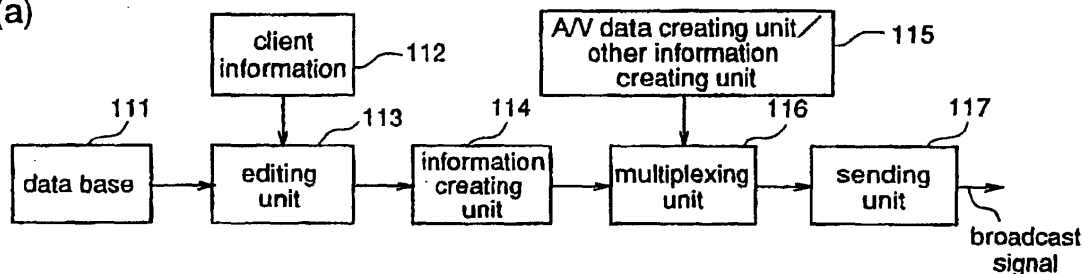 (a)
client
information
112
A/V data creating unit/
other information
creating unit
115
111
data base
113
editing
unit
114
information
creating
unit
116
multiplexing
unit
117
sending
unit
broadcast
signal